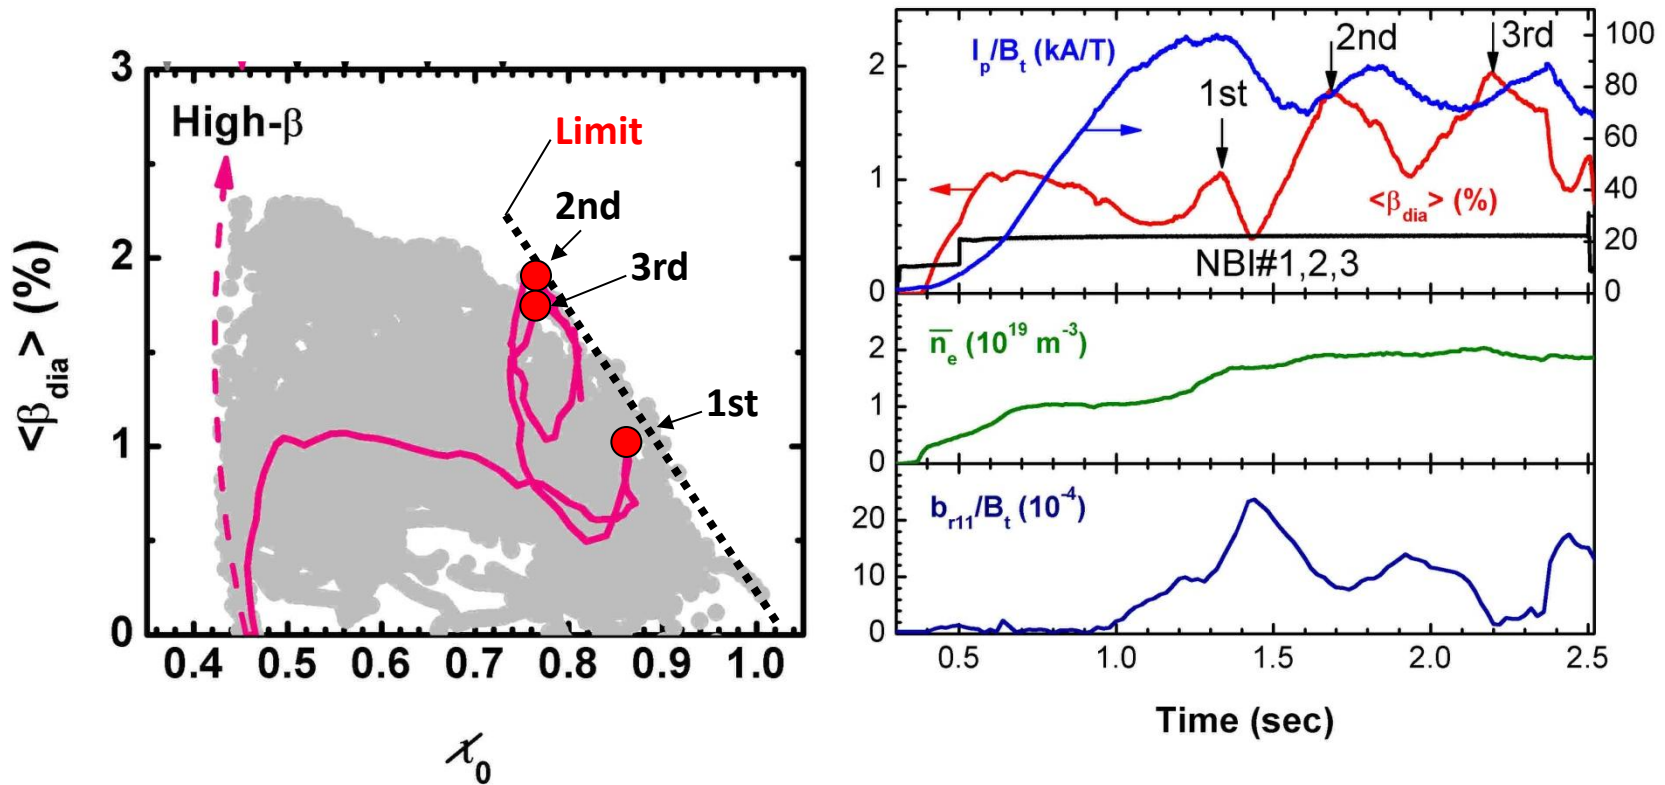 3
High-β
Limit
2nd
3rd
1st
2
1
0
<β_dia> (%)
0.4 0.5 0.6 0.7 0.8 0.9 1.0
ῖ_0
I_p/B_t (kA/T)
1st
2nd
3rd
<β_dia> (%)
NBI#1,2,3
2
1
0
100
80
60
40
20
0
n̅_e (10^19 m^-3)
2
1
0
b_r11/B_t (10^-4)
20
10
0
0.5 1.0 1.5 2.0 2.5
Time (sec)